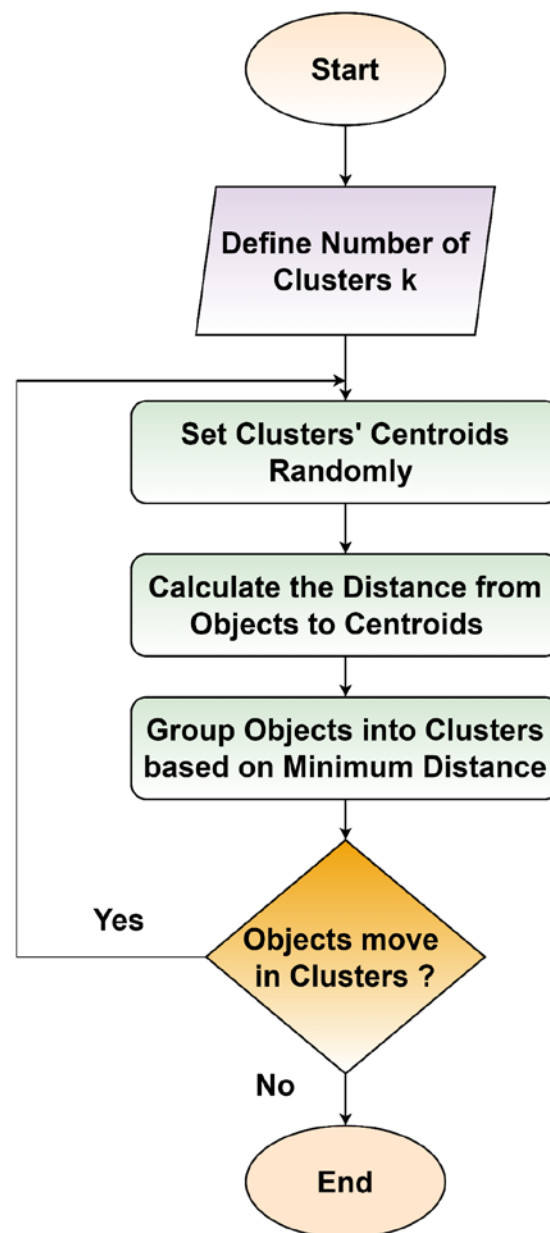 Start
Define Number of
Clusters k
Set Clusters' Centroids
Randomly
Calculate the Distance from
Objects to Centroids
Group Objects into Clusters
based on Minimum Distance
Yes
Objects move
in Clusters ?
No
End